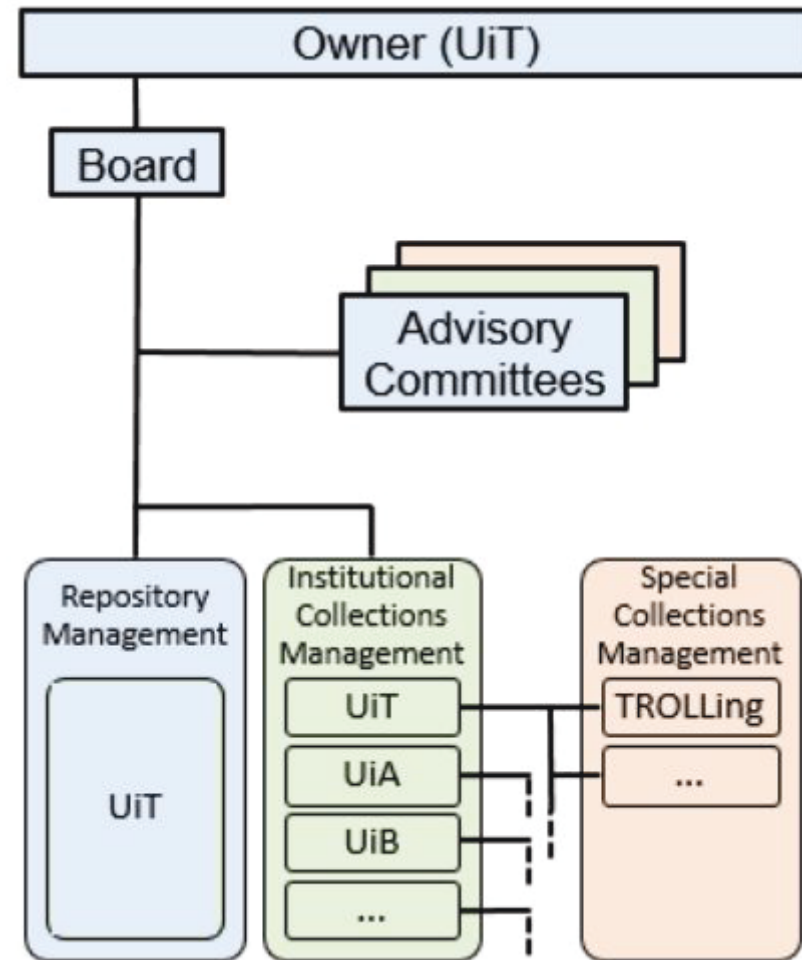 Owner (UiT)
Board
Advisory
Committees
Repository
Management
UiT
Institutional
Collections
Management
UiT
UiA
UiB
...
Special
Collections
Management
TROLLing
...